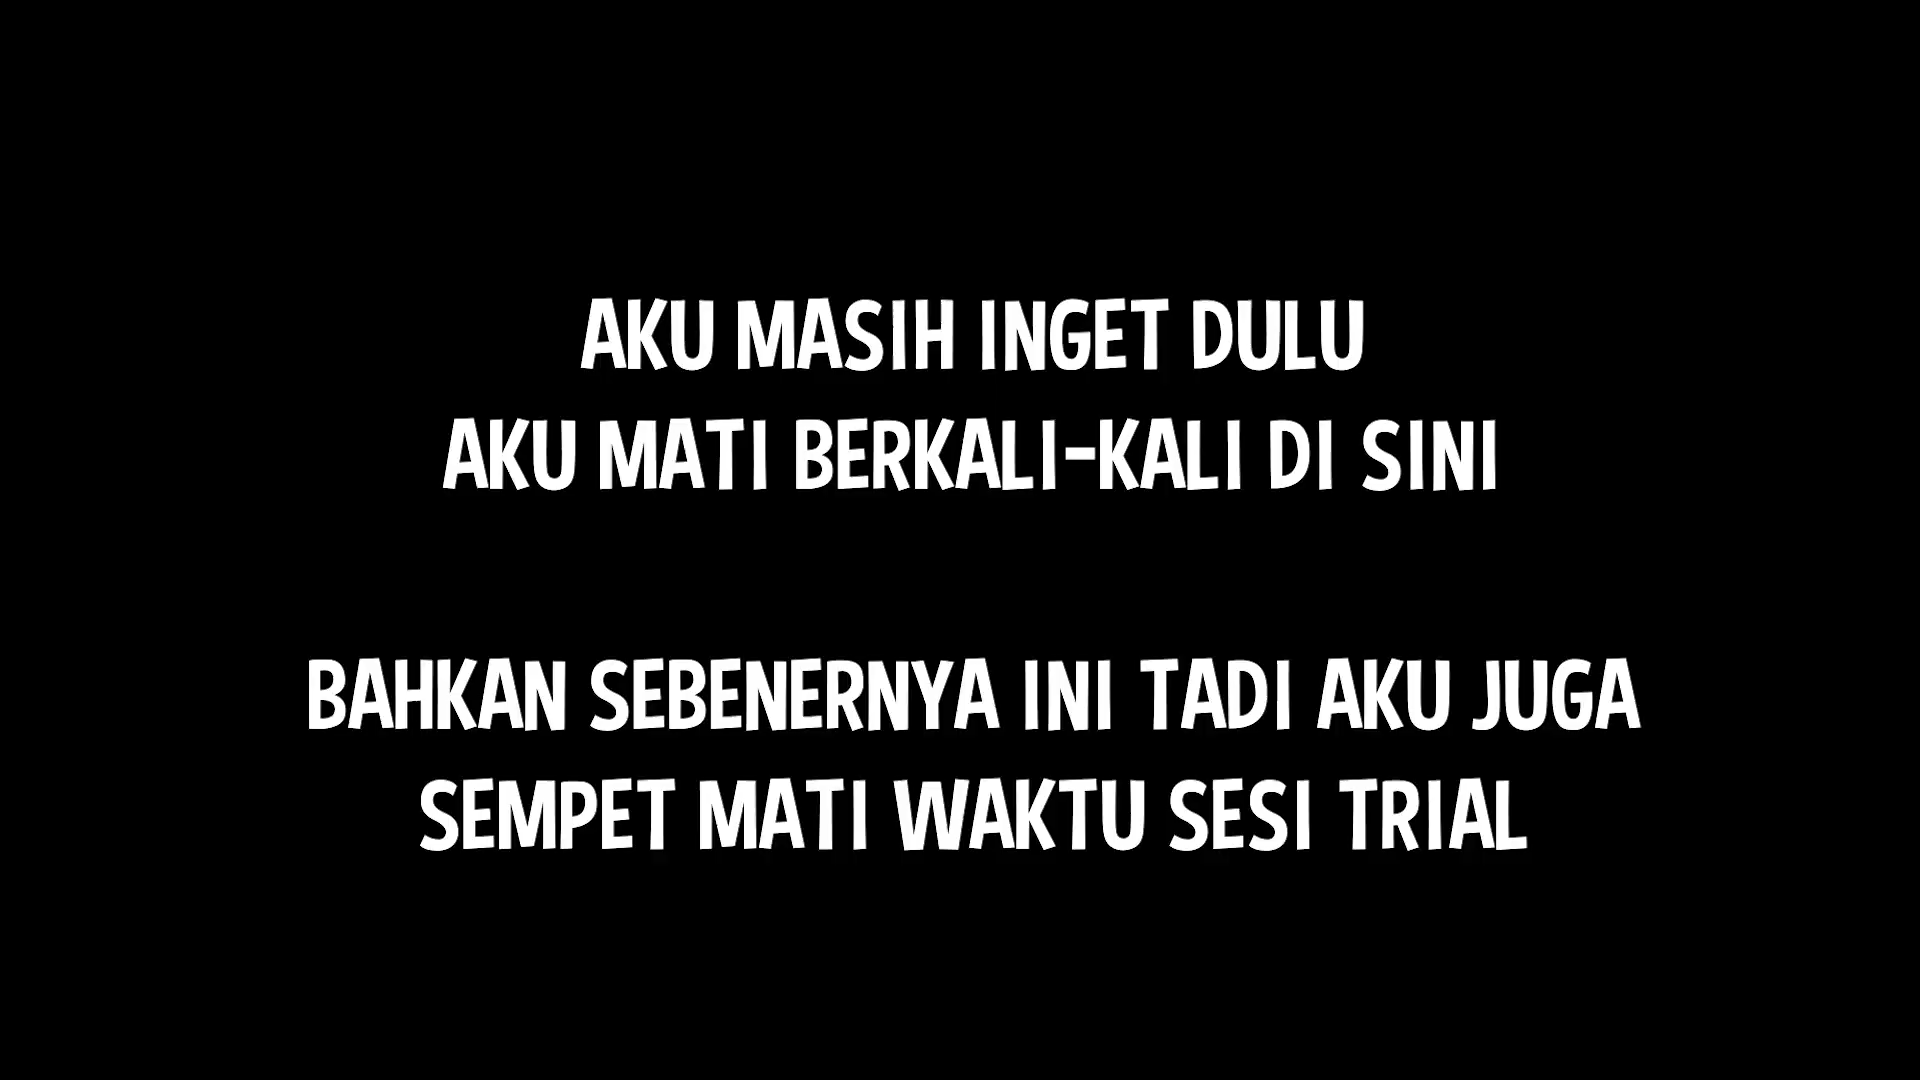 AKU MASIH INGET DULU
AKU MATI BERKALI-KALI DI SINI
BAHKAN SEBENERNYA INI TADI AKU JUGA
SEMPET MATI WAKTU SESI TRIAL